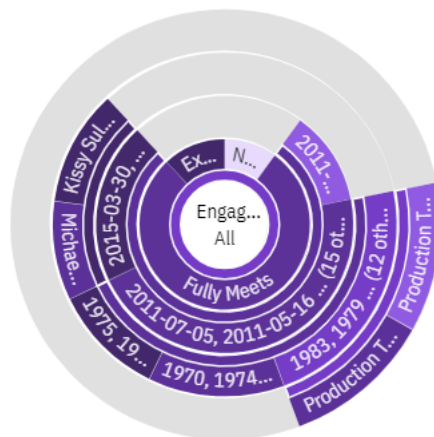 Engag...
All
Ex...
N...
Fully Meets
2011-...
2015-03-30, ...
2011-07-05, 2011-05-16 ... (15 ot...
Kissy Sul...
Michae...
1975, 19...
1970, 1974...
1983, 1979 ... (12 oth...
Production T...
Production T...